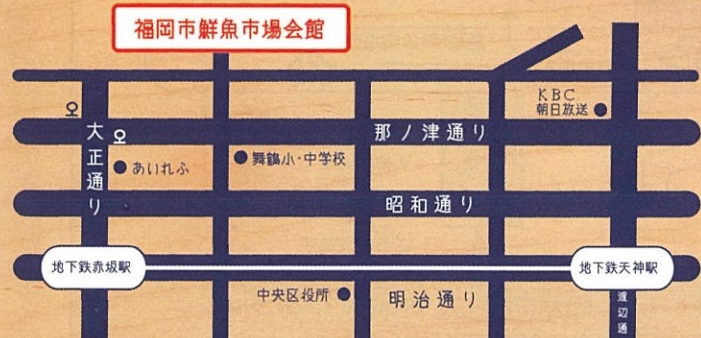 福岡市鮮魚市場会館
KBC
朝日放送
大正通り
那ノ津通り
あいれふ
舞鶴小・中学校
昭和通り
地下鉄赤坂駅
地下鉄天神駅
中央区役所
明治通り
渡辺通